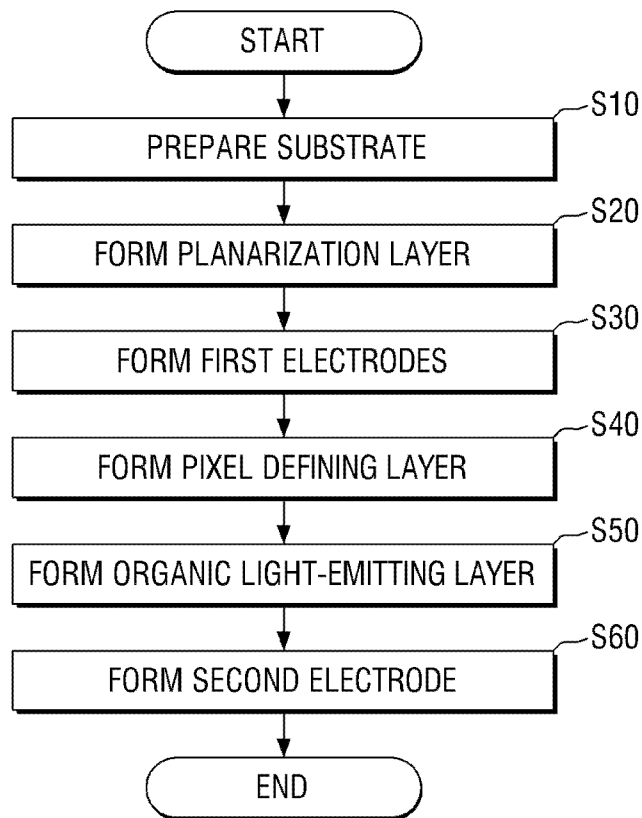 START
S10
PREPARE SUBSTRATE
S20
FORM PLANARIZATION LAYER
S30
FORM FIRST ELECTRODES
S40
FORM PIXEL DEFINING LAYER
S50
FORM ORGANIC LIGHT-EMITTING LAYER
S60
FORM SECOND ELECTRODE
END